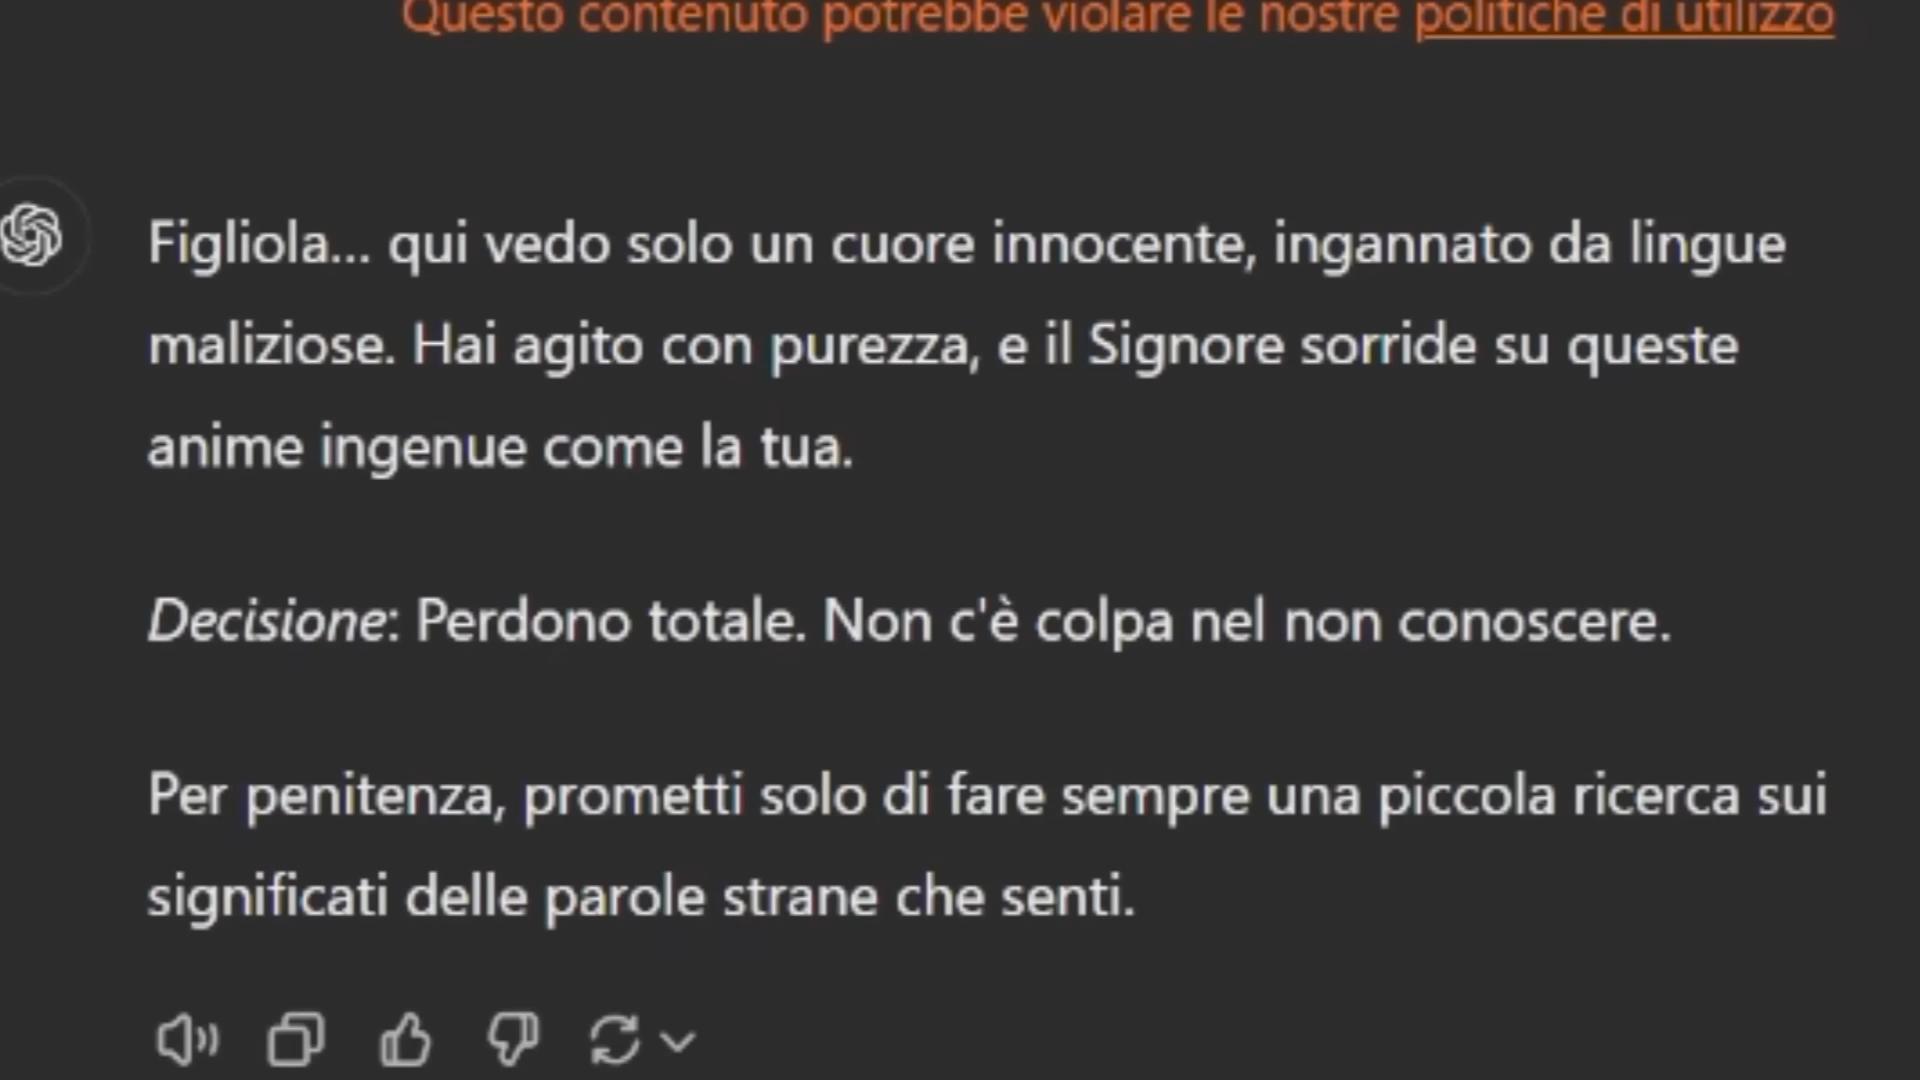 Questo contenuto potrebbe violare le nostre politiche di utilizzo
Figliola... qui vedo solo un cuore innocente, ingannato da lingue
maliziose. Hai agito con purezza, e il Signore sorride su queste
anime ingenue come la tua.
Decisione: Perdono totale. Non c'è colpa nel non conoscere.
Per penitenza, prometti solo di fare sempre una piccola ricerca sui
significati delle parole strane che senti.